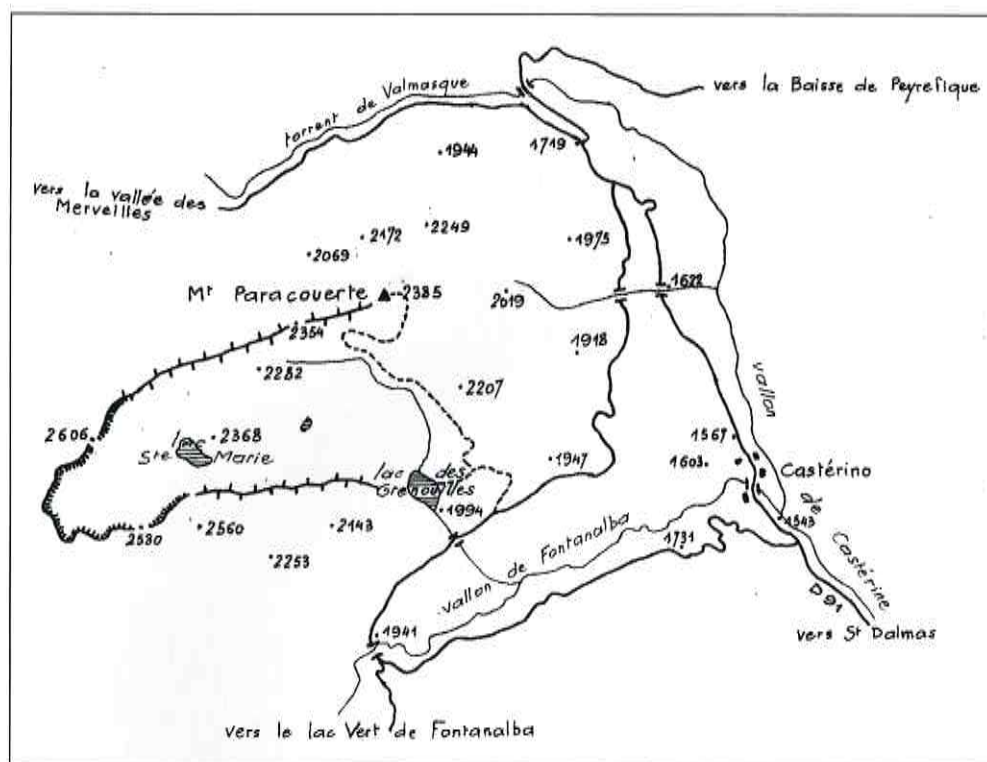 vers la Baisse de Peyrefique
torrent de Valmasque
1944
1719
vers la vallée des
Merveilles
2249
2172
1975
2069
1622
Mt Paracouerte
2385
2019
2354
1918
2282
2207
vallon
2606
2368
lac
Ste Marie
1567
1603
1947
Castérino
lac des
Grenouilles
1994
1543
de
Castérine
2530
2560
2143
2253
1731
vallon de Fontanalba
D91
1941
vers St Dalmas
vers le lac Vert de Fontanalba